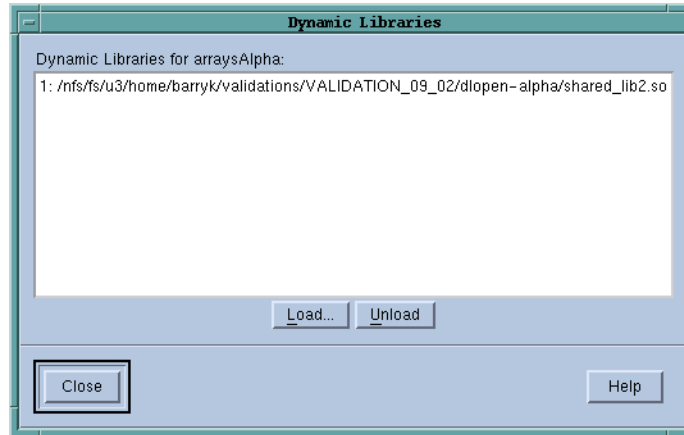 Dynamic Libraries
Dynamic Libraries for arraysAlpha:
1: /nfs/fs/u3/home/barryk/validations/VALIDATION_09_02/dlopen-alpha/shared_lib2.so
Load... Unload
Close Help